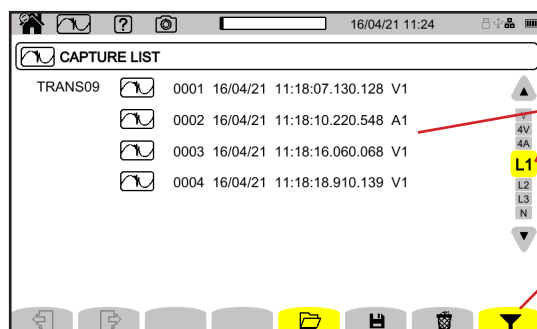 ? 16/04/21 11:24
CAPTURE LIST
TRANS09 0001 16/04/21 11:18:07.130.128 V1
0002 16/04/21 11:18:10.220.548 A1
0003 16/04/21 11:18:16.060.068 V1
0004 16/04/21 11:18:18.910.139 V1
4V
4A
L1
L2
L3
N